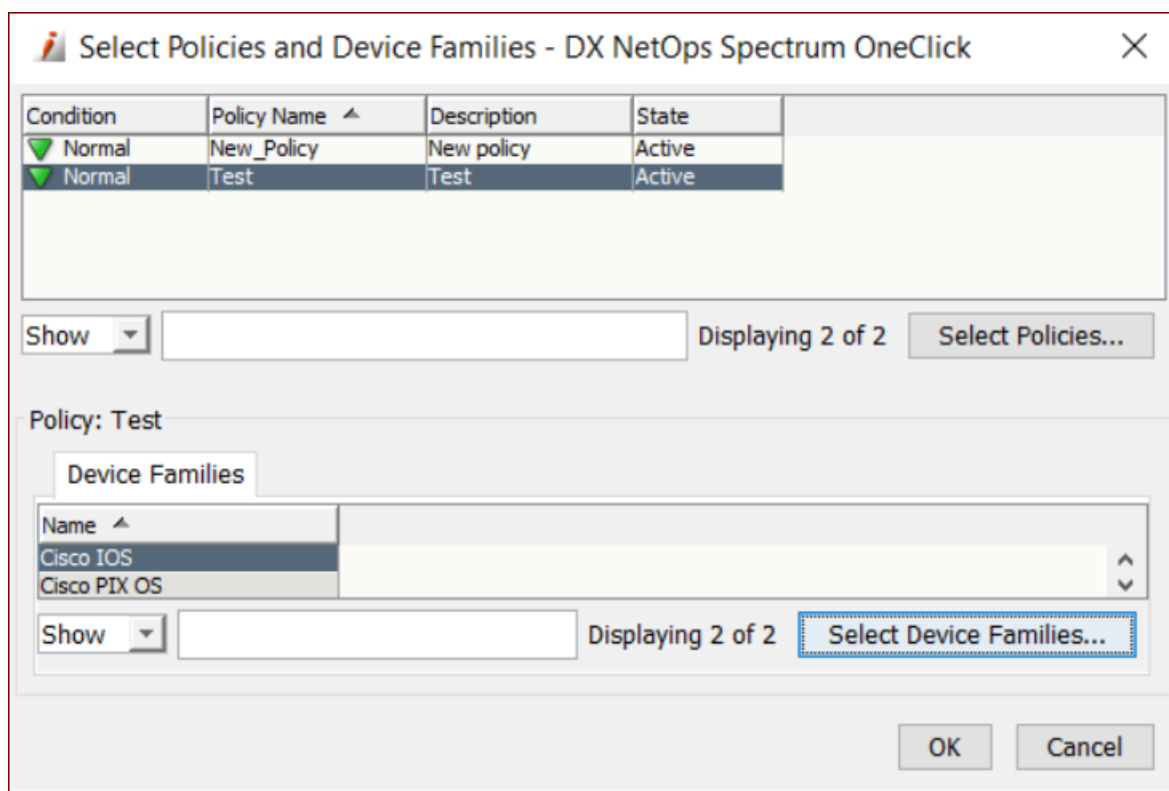 Select Policies and Device Families - DX NetOps Spectrum OneClick
Condition Policy Name Description State
Normal New_Policy New policy Active
Normal Test Test Active
Show Displaying 2 of 2 Select Policies...
Policy: Test
Device Families
Name
Cisco IOS
Cisco PIX OS
Show Displaying 2 of 2 Select Device Families...
OK Cancel